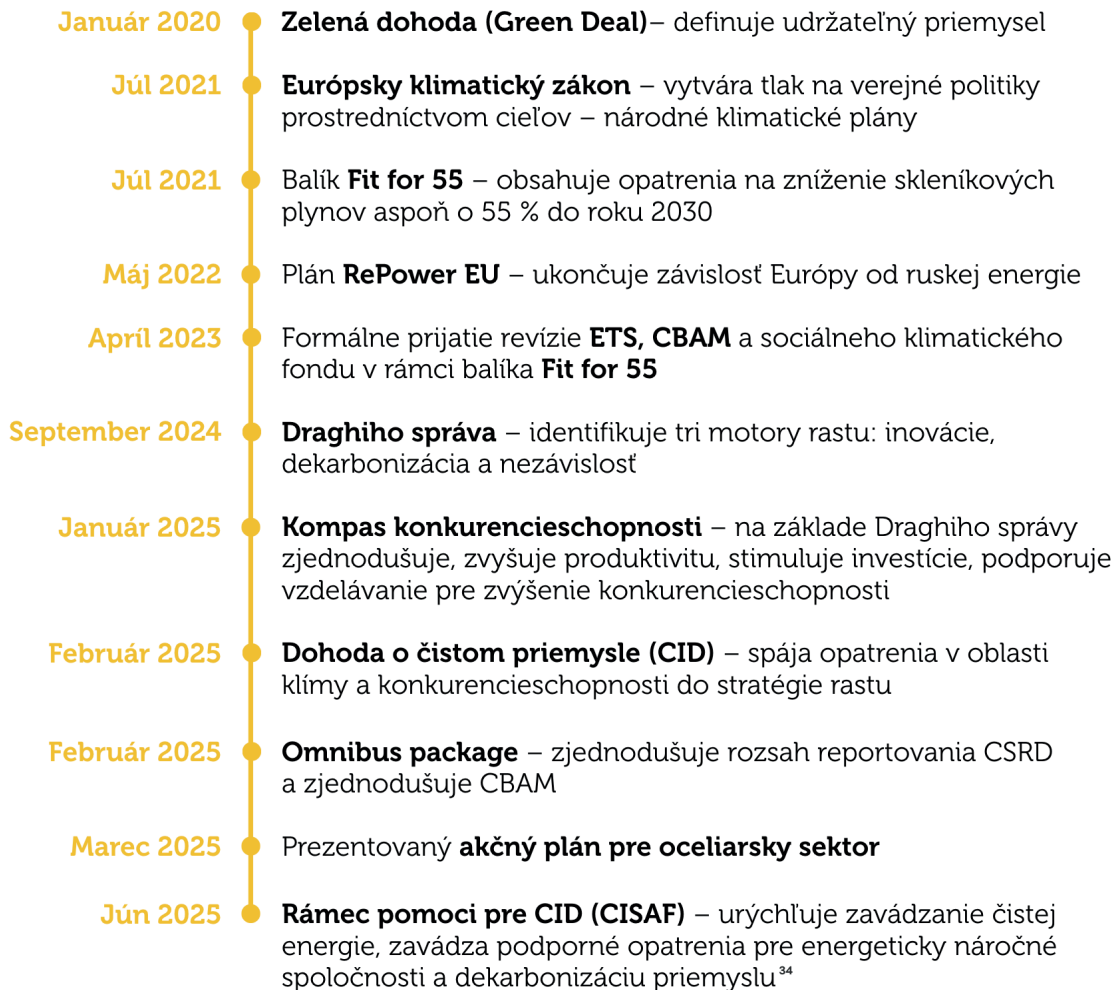 Január 2020 Zelená dohoda (Green Deal)– definuje udržateľný priemysel
Júl 2021 Európsky klimatický zákon – vytvára tlak na verejné politiky
prostredníctvom cieľov – národné klimatické plány
Júl 2021 Balík Fit for 55 – obsahuje opatrenia na zníženie skleníkových
plynov aspoň o 55 % do roku 2030
Máj 2022 Plán RePower EU – ukončuje závislosť Európy od ruskej energie
Apríl 2023 Formálne prijatie revízie ETS, CBAM a sociálneho klimatického
fondu v rámci balíka Fit for 55
September 2024 Draghiho správa – identifikuje tri motory rastu: inovácie,
dekarbonizácia a nezávislosť
Január 2025 Kompas konkurencieschopnosti – na základe Draghiho správy
zjednodušuje, zvyšuje produktivitu, stimuluje investície, podporuje
vzdelávanie pre zvýšenie konkurencieschopnosti
Február 2025 Dohoda o čistom priemysle (CID) – spája opatrenia v oblasti
klímy a konkurencieschopnosti do stratégie rastu
Február 2025 Omnibus package – zjednodušuje rozsah reportovania CSRD
a zjednodušuje CBAM
Marec 2025 Prezentovaný akčný plán pre oceliarsky sektor
Jún 2025 Rámec pomoci pre CID (CISAF) – urýchľuje zavádzanie čistej
energie, zavádza podporné opatrenia pre energeticky náročné
spoločnosti a dekarbonizáciu priemyslu³⁴